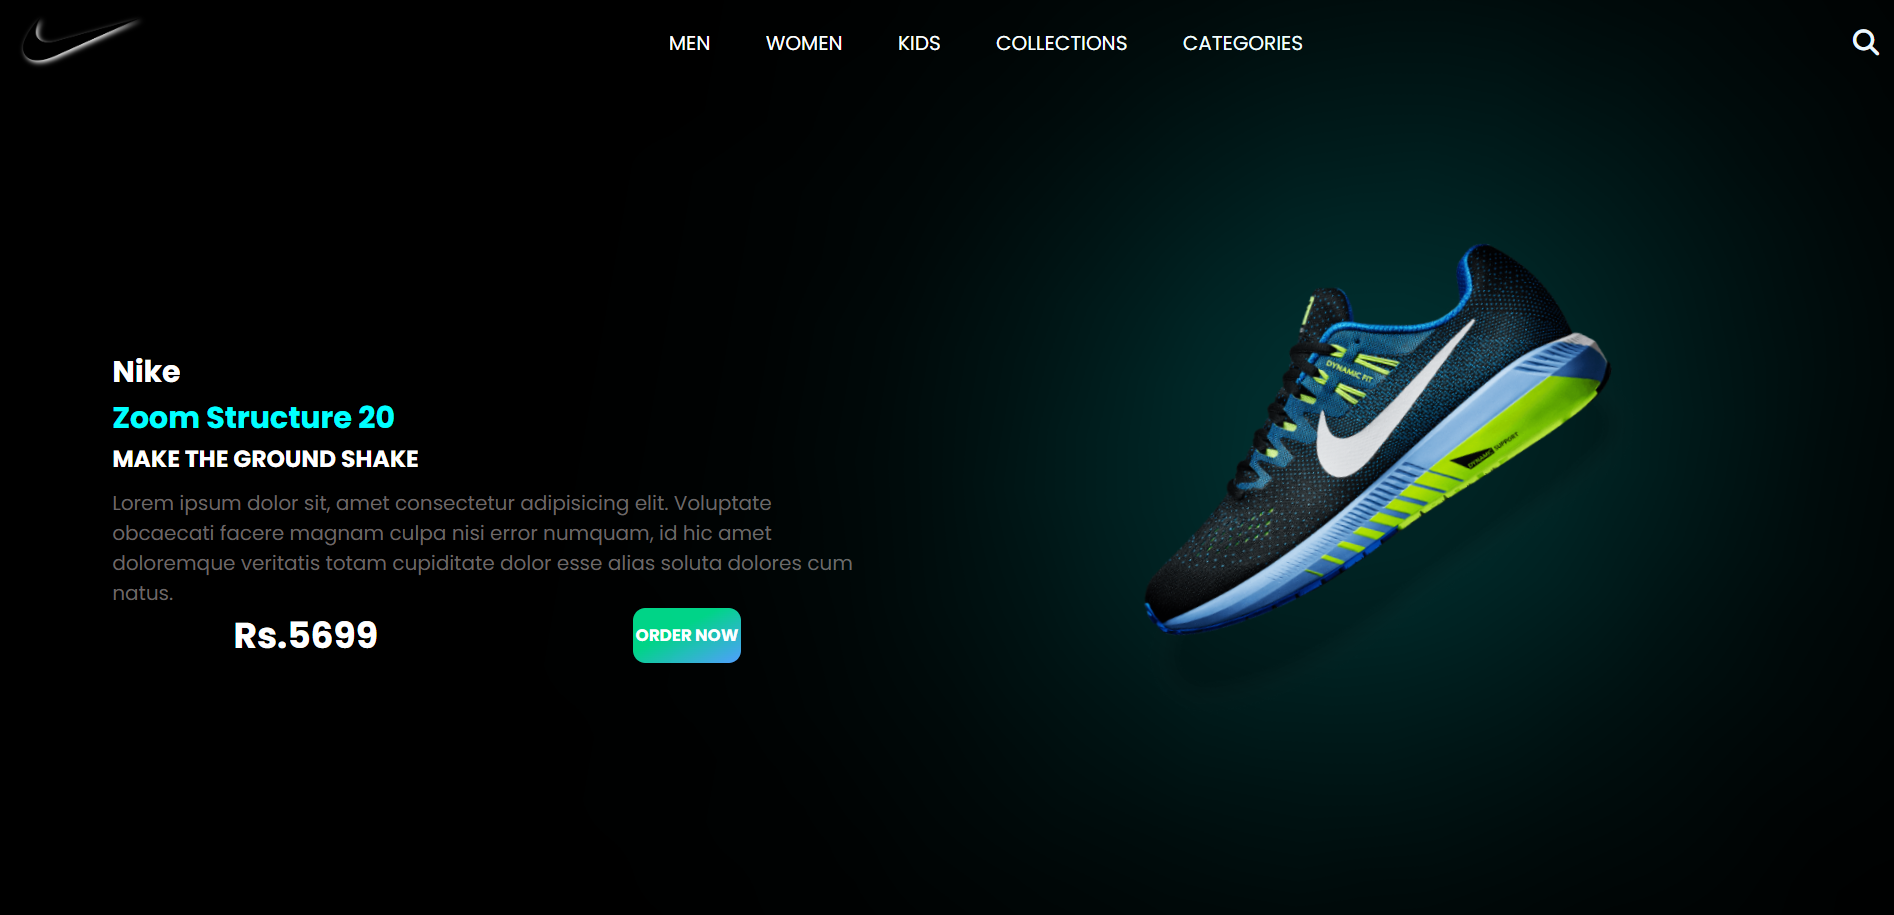 MEN WOMEN KIDS COLLECTIONS CATEGORIES
Nike
Zoom Structure 20
MAKE THE GROUND SHAKE
Lorem ipsum dolor sit, amet consectetur adipisicing elit. Voluptate
obcaecati facere magnam culpa nisi error numquam, id hic amet
doloremque veritatis totam cupiditate dolor esse alias soluta dolores cum
natus.
Rs.5699
ORDER NOW
DYNAMIC FIT
DYNAMIC SUPPORT